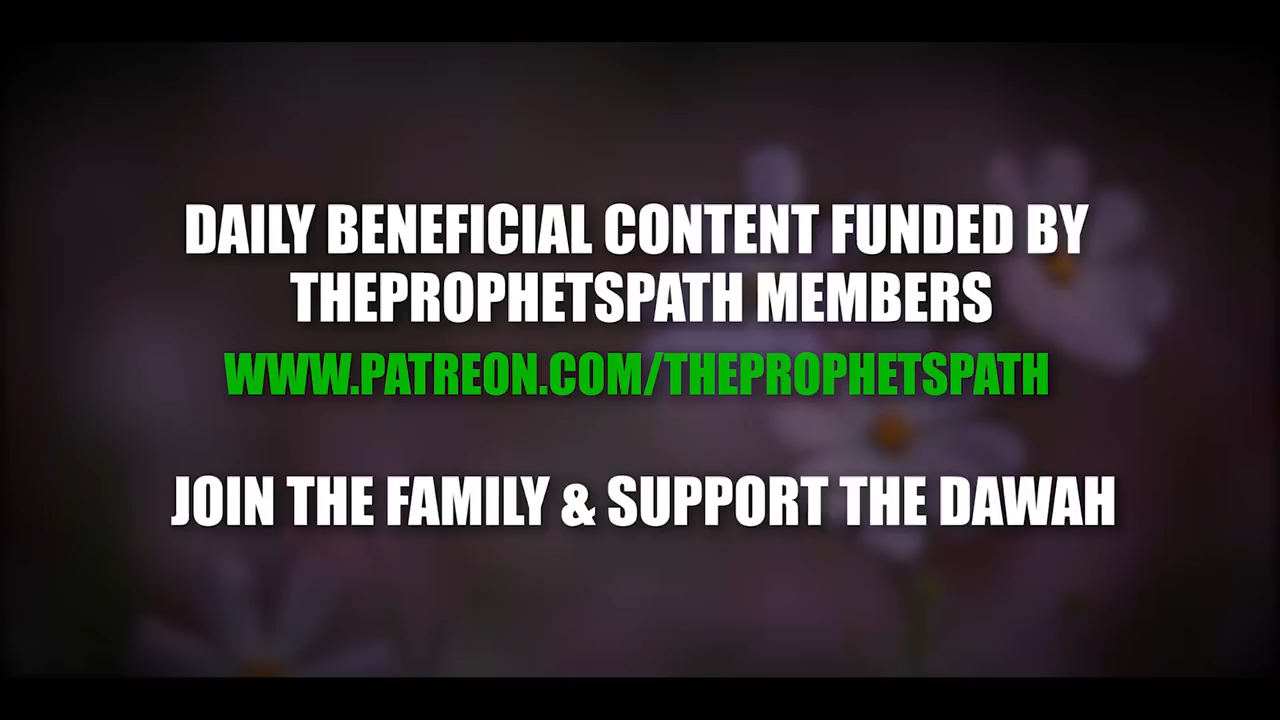 DAILY BENEFICIAL CONTENT FUNDED BY
THEPROPHETSPATH MEMBERS
WWW.PATREON.COM/THEPROPHETSPATH
JOIN THE FAMILY & SUPPORT THE DAWAH